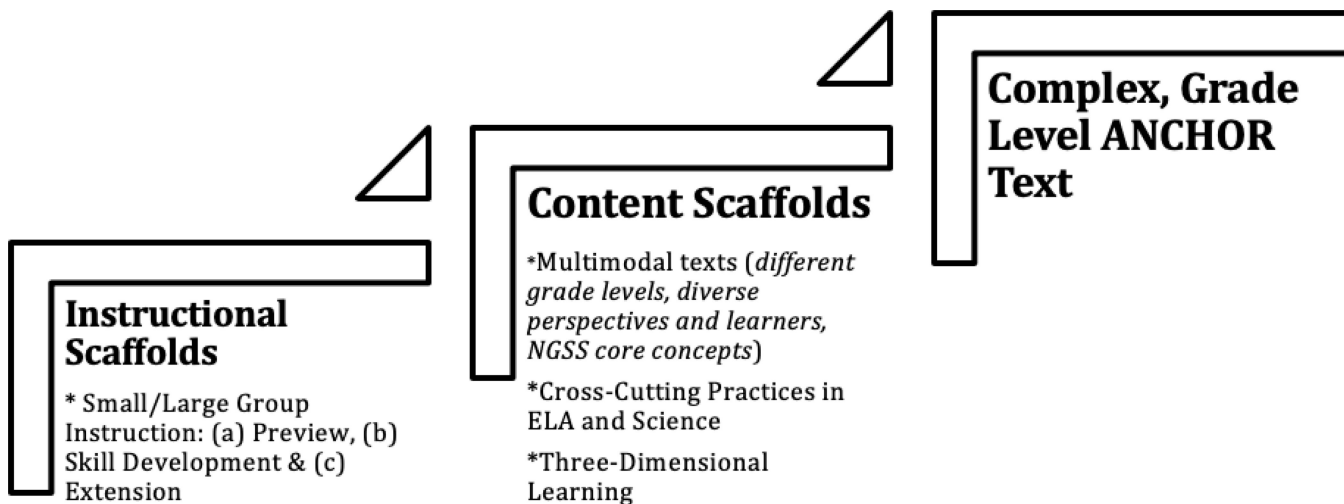 Instructional
Scaffolds
* Small/Large Group
Instruction: (a) Preview, (b)
Skill Development & (c)
Extension
Content Scaffolds
*Multimodal texts (different
grade levels, diverse
perspectives and learners,
NGSS core concepts)
*Cross-Cutting Practices in
ELA and Science
*Three-Dimensional
Learning
Complex, Grade
Level ANCHOR
Text